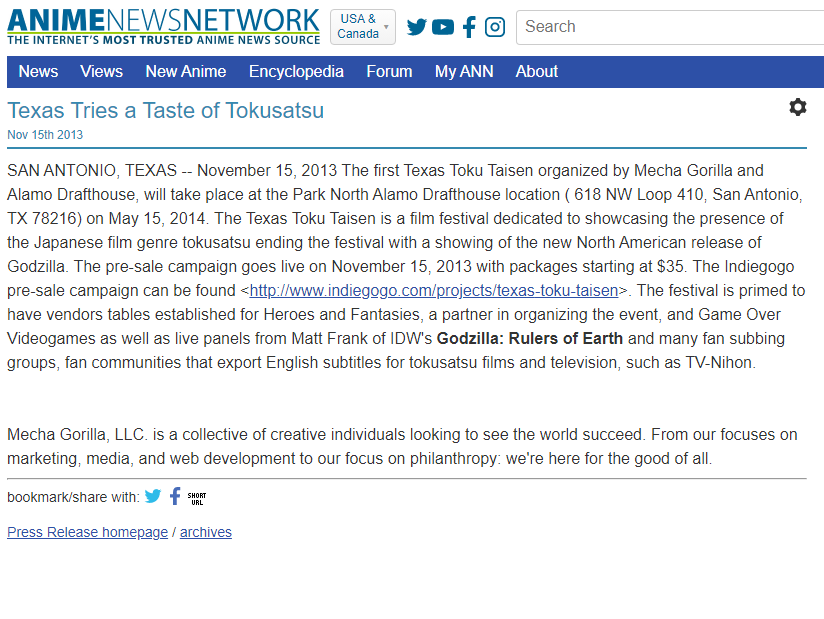 ANIMENEWSNETWORK
THE INTERNET'S MOST TRUSTED ANIME NEWS SOURCE
USA &
Canada
Search
News Views New Anime Encyclopedia Forum My ANN About
Texas Tries a Taste of Tokusatsu
Nov 15th 2013
SAN ANTONIO, TEXAS -- November 15, 2013 The first Texas Toku Taisen organized by Mecha Gorilla and
Alamo Drafthouse, will take place at the Park North Alamo Drafthouse location ( 618 NW Loop 410, San Antonio,
TX 78216) on May 15, 2014. The Texas Toku Taisen is a film festival dedicated to showcasing the presence of
the Japanese film genre tokusatsu ending the festival with a showing of the new North American release of
Godzilla. The pre-sale campaign goes live on November 15, 2013 with packages starting at $35. The Indiegogo
pre-sale campaign can be found <http://www.indiegogo.com/projects/texas-toku-taisen>. The festival is primed to
have vendors tables established for Heroes and Fantasies, a partner in organizing the event, and Game Over
Videogames as well as live panels from Matt Frank of IDW's Godzilla: Rulers of Earth and many fan subbing
groups, fan communities that export English subtitles for tokusatsu films and television, such as TV-Nihon.
Mecha Gorilla, LLC. is a collective of creative individuals looking to see the world succeed. From our focuses on
marketing, media, and web development to our focus on philanthropy: we're here for the good of all.
bookmark/share with: SHORT
URL
Press Release homepage / archives